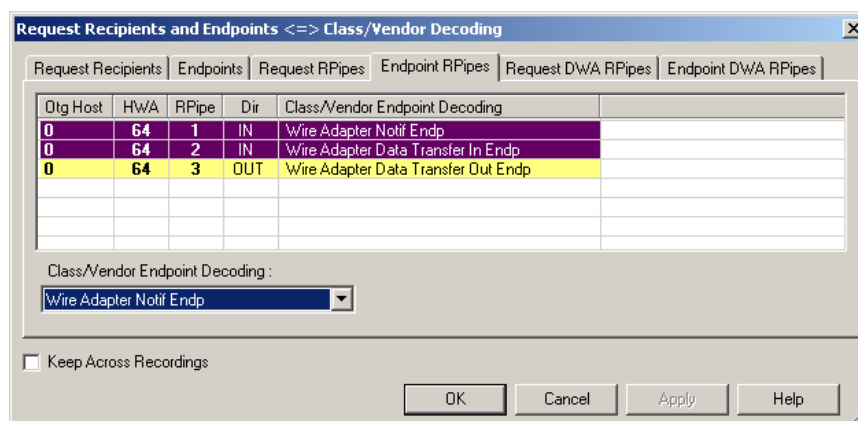 Request Recipients and Endpoints <=> Class/Vendor Decoding
Request Recipients Endpoints Request RPipes Endpoint RPipes Request DWA RPipes Endpoint DWA RPipes
Otg Host HWA RPipe Dir Class/Vendor Endpoint Decoding
0 64 1 IN Wire Adapter Notif Endp
0 64 2 IN Wire Adapter Data Transfer In Endp
0 64 3 OUT Wire Adapter Data Transfer Out Endp
Class/Vendor Endpoint Decoding :
Wire Adapter Notif Endp
Keep Across Recordings
OK Cancel Apply Help